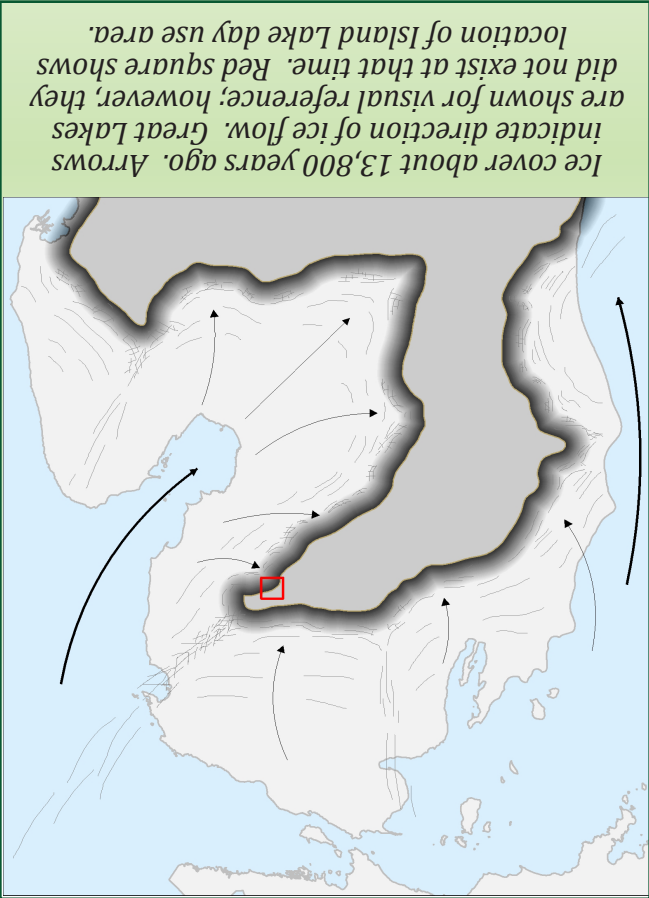 Ice cover about 13,800 years ago.  Arrows
indicate direction of ice flow.  Great Lakes
are shown for visual reference; however, they
did not exist at that time.  Red square shows
location of Island Lake day use area.